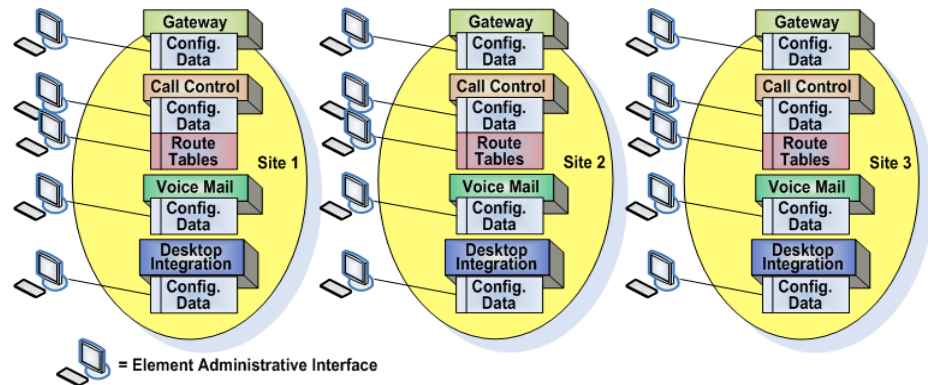 Gateway
Config.
Data
Call Control
Config.
Data
Route
Tables
Site 1
Voice Mail
Config.
Data
Desktop
Integration
Config.
Data
Gateway
Config.
Data
Call Control
Config.
Data
Route
Tables
Site 2
Voice Mail
Config.
Data
Desktop
Integration
Config.
Data
Gateway
Config.
Data
Call Control
Config.
Data
Route
Tables
Site 3
Voice Mail
Config.
Data
Desktop
Integration
Config.
Data
= Element Administrative Interface